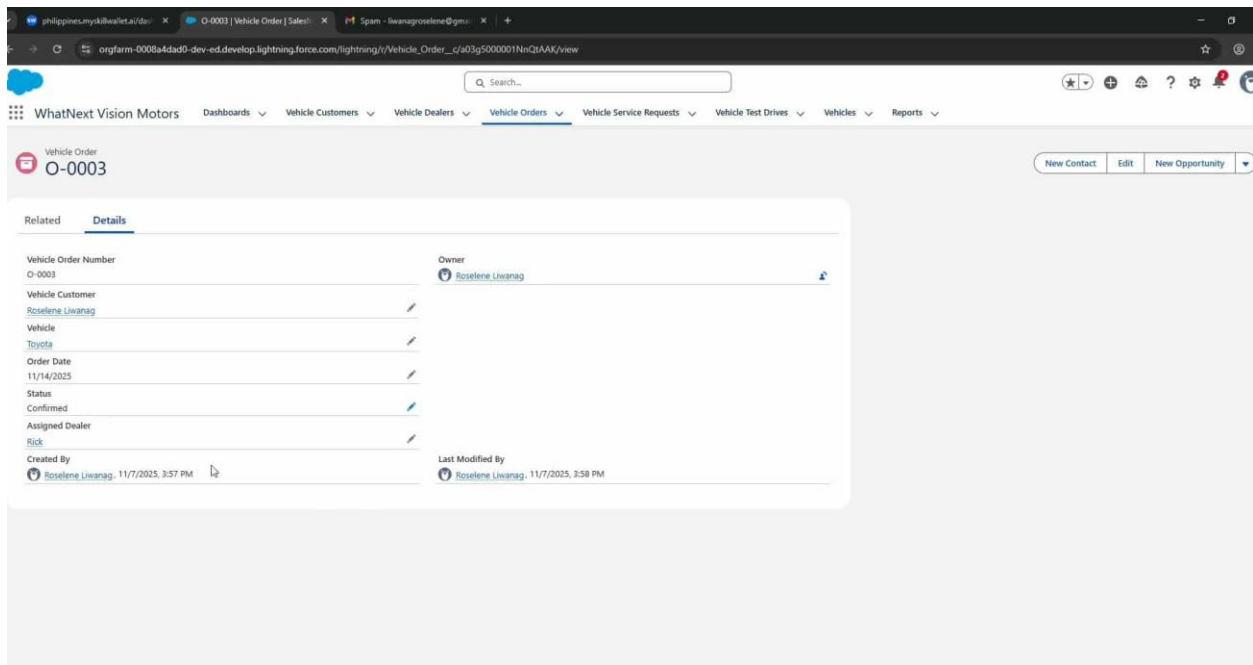 philippines.myskillwallet.ai/das
O-0003 | Vehicle Order | Salesf
Spam - liwanagroselene@gma
orgfarm-0008a4dad0-dev-ed.develop.lightning.force.com/lightning/r/Vehicle_Order__c/a03g5000001NnQtAAK/view
Search...
WhatNext Vision Motors Dashboards Vehicle Customers Vehicle Dealers Vehicle Orders Vehicle Service Requests Vehicle Test Drives Vehicles Reports
Vehicle Order
O-0003
New Contact Edit New Opportunity
Related Details
Vehicle Order Number
O-0003
Owner
Roselene Liwanag
Vehicle Customer
Roselene Liwanag
Vehicle
Toyota
Order Date
11/14/2025
Status
Confirmed
Assigned Dealer
Rick
Created By
Roselene Liwanag, 11/7/2025, 3:57 PM
Last Modified By
Roselene Liwanag, 11/7/2025, 3:58 PM